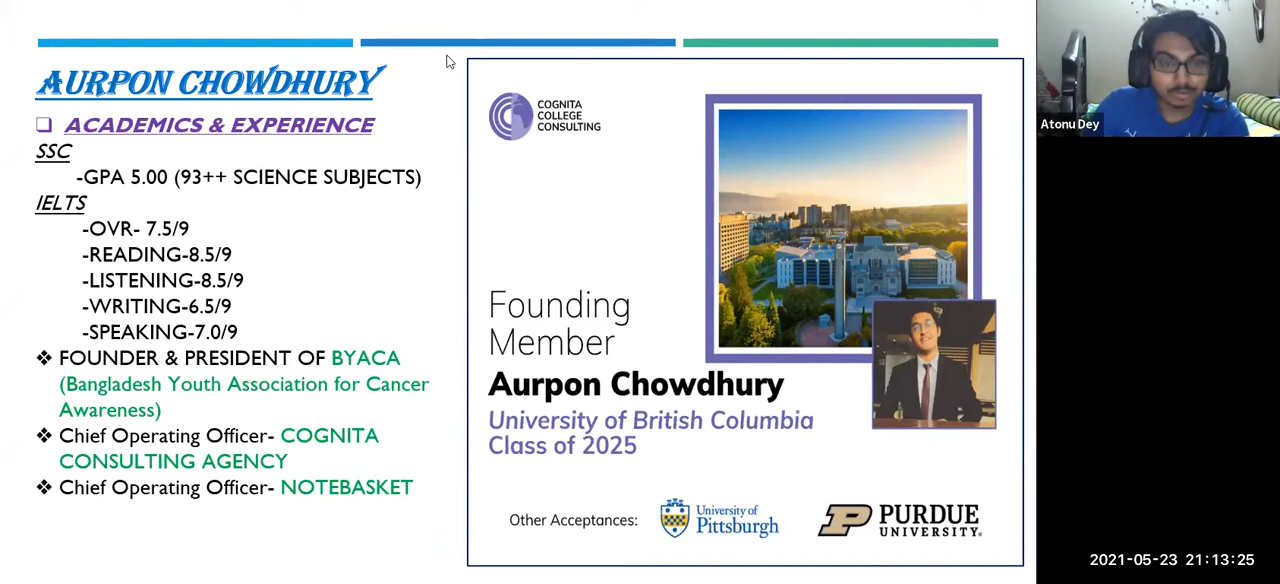 AURPON CHOWDHURY
ACADEMICS & EXPERIENCE
SSC
-GPA 5.00 (93++ SCIENCE SUBJECTS)
IELTS
-OVR- 7.5/9
-READING-8.5/9
-LISTENING-8.5/9
-WRITING-6.5/9
-SPEAKING-7.0/9
❖ FOUNDER & PRESIDENT OF BYACA
(Bangladesh Youth Association for Cancer
Awareness)
❖ Chief Operating Officer- COGNITA
CONSULTING AGENCY
❖ Chief Operating Officer- NOTEBASKET
COGNITA
COLLEGE
CONSULTING
Founding
Member
Aurpon Chowdhury
University of British Columbia
Class of 2025
Other Acceptances:
University of
Pittsburgh
PURDUE
UNIVERSITY.
Atonu Dey
2021-05-23 21:13:25